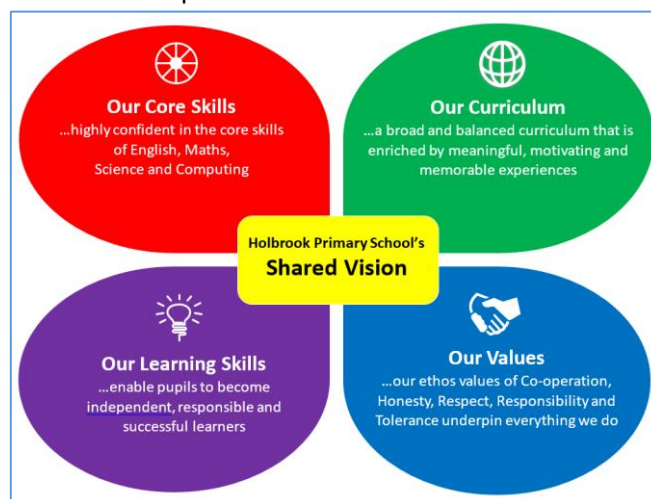 Our Core Skills
...highly confident in the core skills
of English, Maths,
Science and Computing
Our Curriculum
...a broad and balanced curriculum that is
enriched by meaningful, motivating and
memorable experiences
Holbrook Primary School's
Shared Vision
Our Learning Skills
...enable pupils to become
independent, responsible and
successful learners
Our Values
...our ethos values of Co-operation,
Honesty, Respect, Responsibility and
Tolerance underpin everything we do